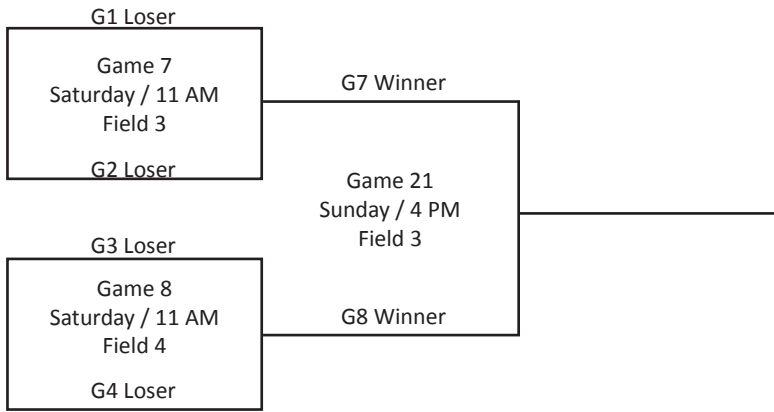 G1 Loser
Game 7
Saturday / 11 AM
Field 3
G2 Loser
G7 Winner
Game 21
Sunday / 4 PM
Field 3
G3 Loser
Game 8
Saturday / 11 AM
Field 4
G4 Loser
G8 Winner